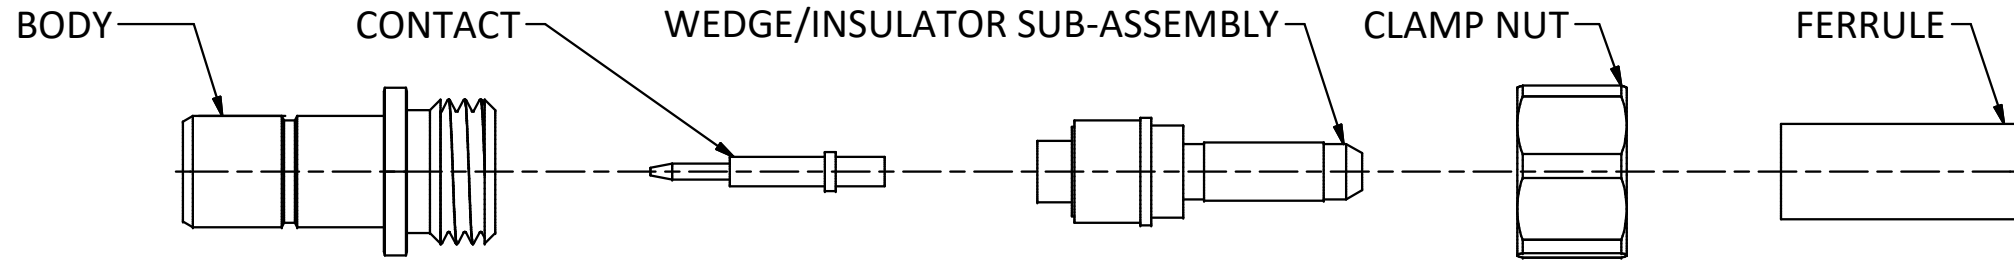 BODY
CONTACT
WEDGE/INSULATOR SUB-ASSEMBLY
CLAMP NUT
FERRULE